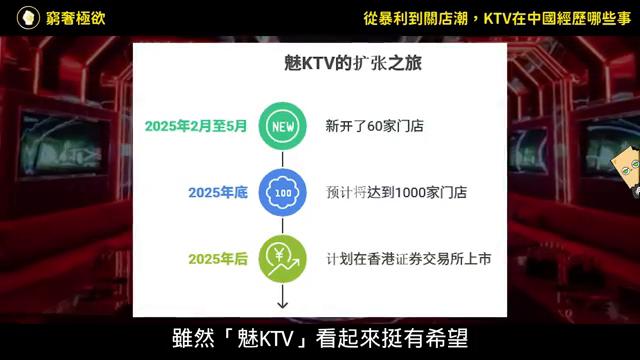 窮奢極欲
從暴利到關店潮，KTV在中國經歷哪些事
魅KTV的扩张之旅
2025年2月至5月
NEW
新开了60家门店
2025年底
100
预计将达到1000家门店
2025年后
¥
计划在香港证券交易所上市
雖然「魅KTV」看起來挺有希望